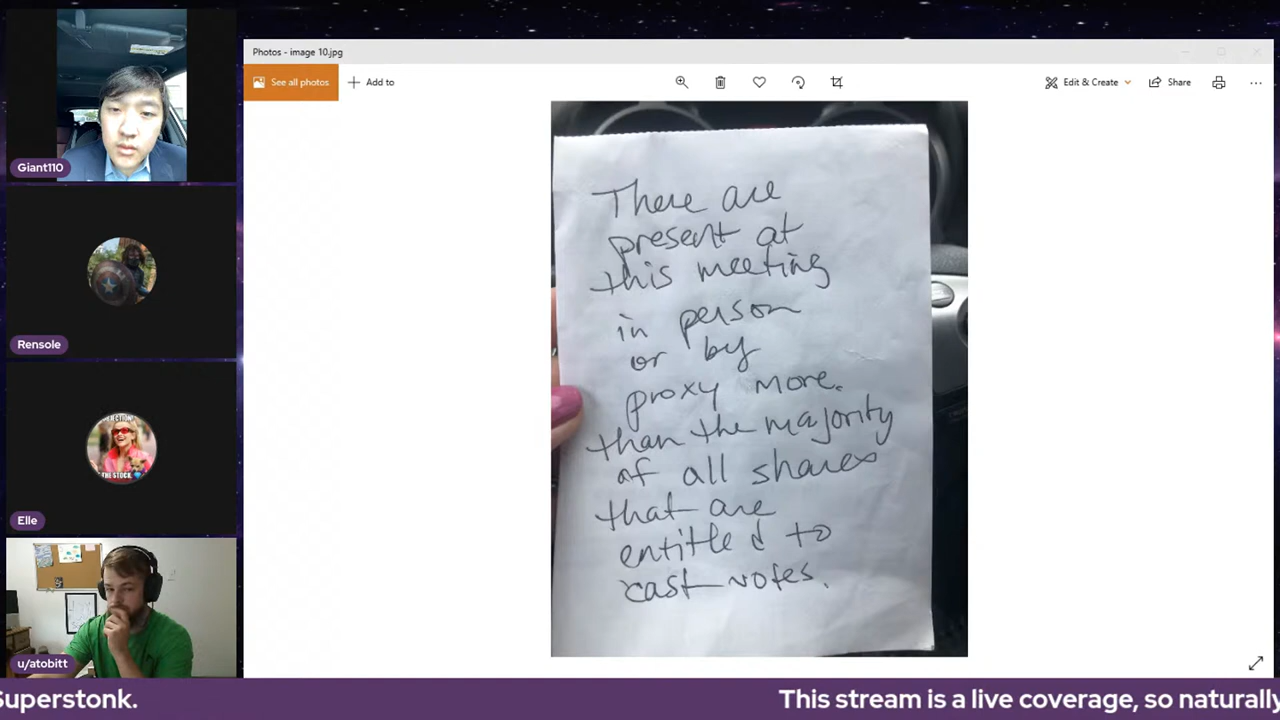 Photos - image 10.jpg
See all photos
Add to
Edit & Create
Share
Giant110
Rensole
Elle
THE STOCK.
u/atobitt
There are
present at
this meeting
in person
or by
proxy more.
than the majority
of all shares
that are
entitled to
cast votes.
Superstonk.
This stream is a live coverage, so naturally